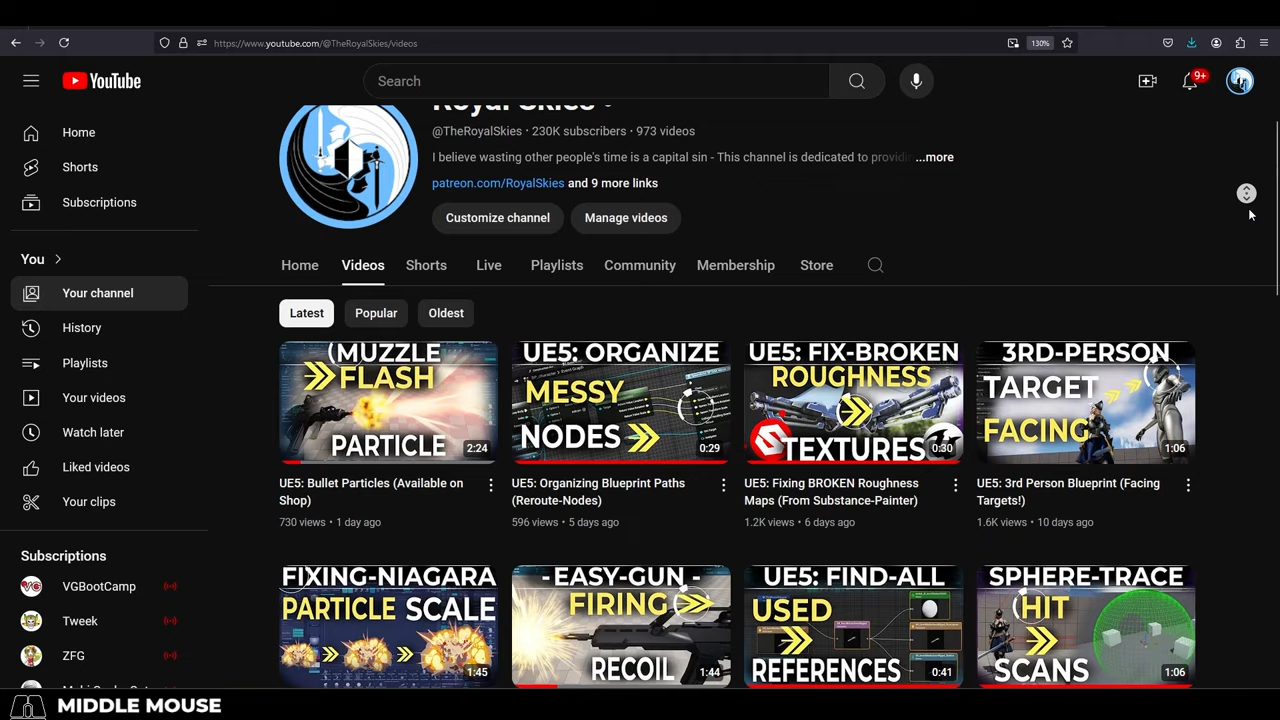 https://www.youtube.com/@TheRoyalSkies/videos
130%
YouTube
Search
9+
Royal Skies
@TheRoyalSkies • 230K subscribers • 973 videos
I believe wasting other people's time is a capital sin - This channel is dedicated to providi ...more
patreon.com/RoyalSkies and 9 more links
Customize channel
Manage videos
Home
Shorts
Subscriptions
You
Your channel
History
Playlists
Your videos
Watch later
Liked videos
Your clips
Subscriptions
VGBootCamp
Tweek
ZFG
Home Videos Shorts Live Playlists Community Membership Store
Latest Popular Oldest
(MUZZLE
FLASH
PARTICLE
2:24
UE5: Bullet Particles (Available on
Shop)
730 views • 1 day ago
UE5: ORGANIZE
MESSY
NODES
0:29
UE5: Organizing Blueprint Paths
(Reroute-Nodes)
596 views • 5 days ago
UE5: FIX-BROKEN
ROUGHNESS
TEXTURES
0:30
UE5: Fixing BROKEN Roughness
Maps (From Substance-Painter)
1.2K views • 6 days ago
3RD-PERSON
TARGET
FACING
1:06
UE5: 3rd Person Blueprint (Facing
Targets!)
1.6K views • 10 days ago
FIXING-NIAGARA
PARTICLE SCALE
1:45
-EASY-GUN -
FIRING
RECOIL
1:44
UE5: FIND-ALL
USED
REFERENCES
0:41
SPHERE-TRACE
HIT
SCANS
1:06
MIDDLE MOUSE